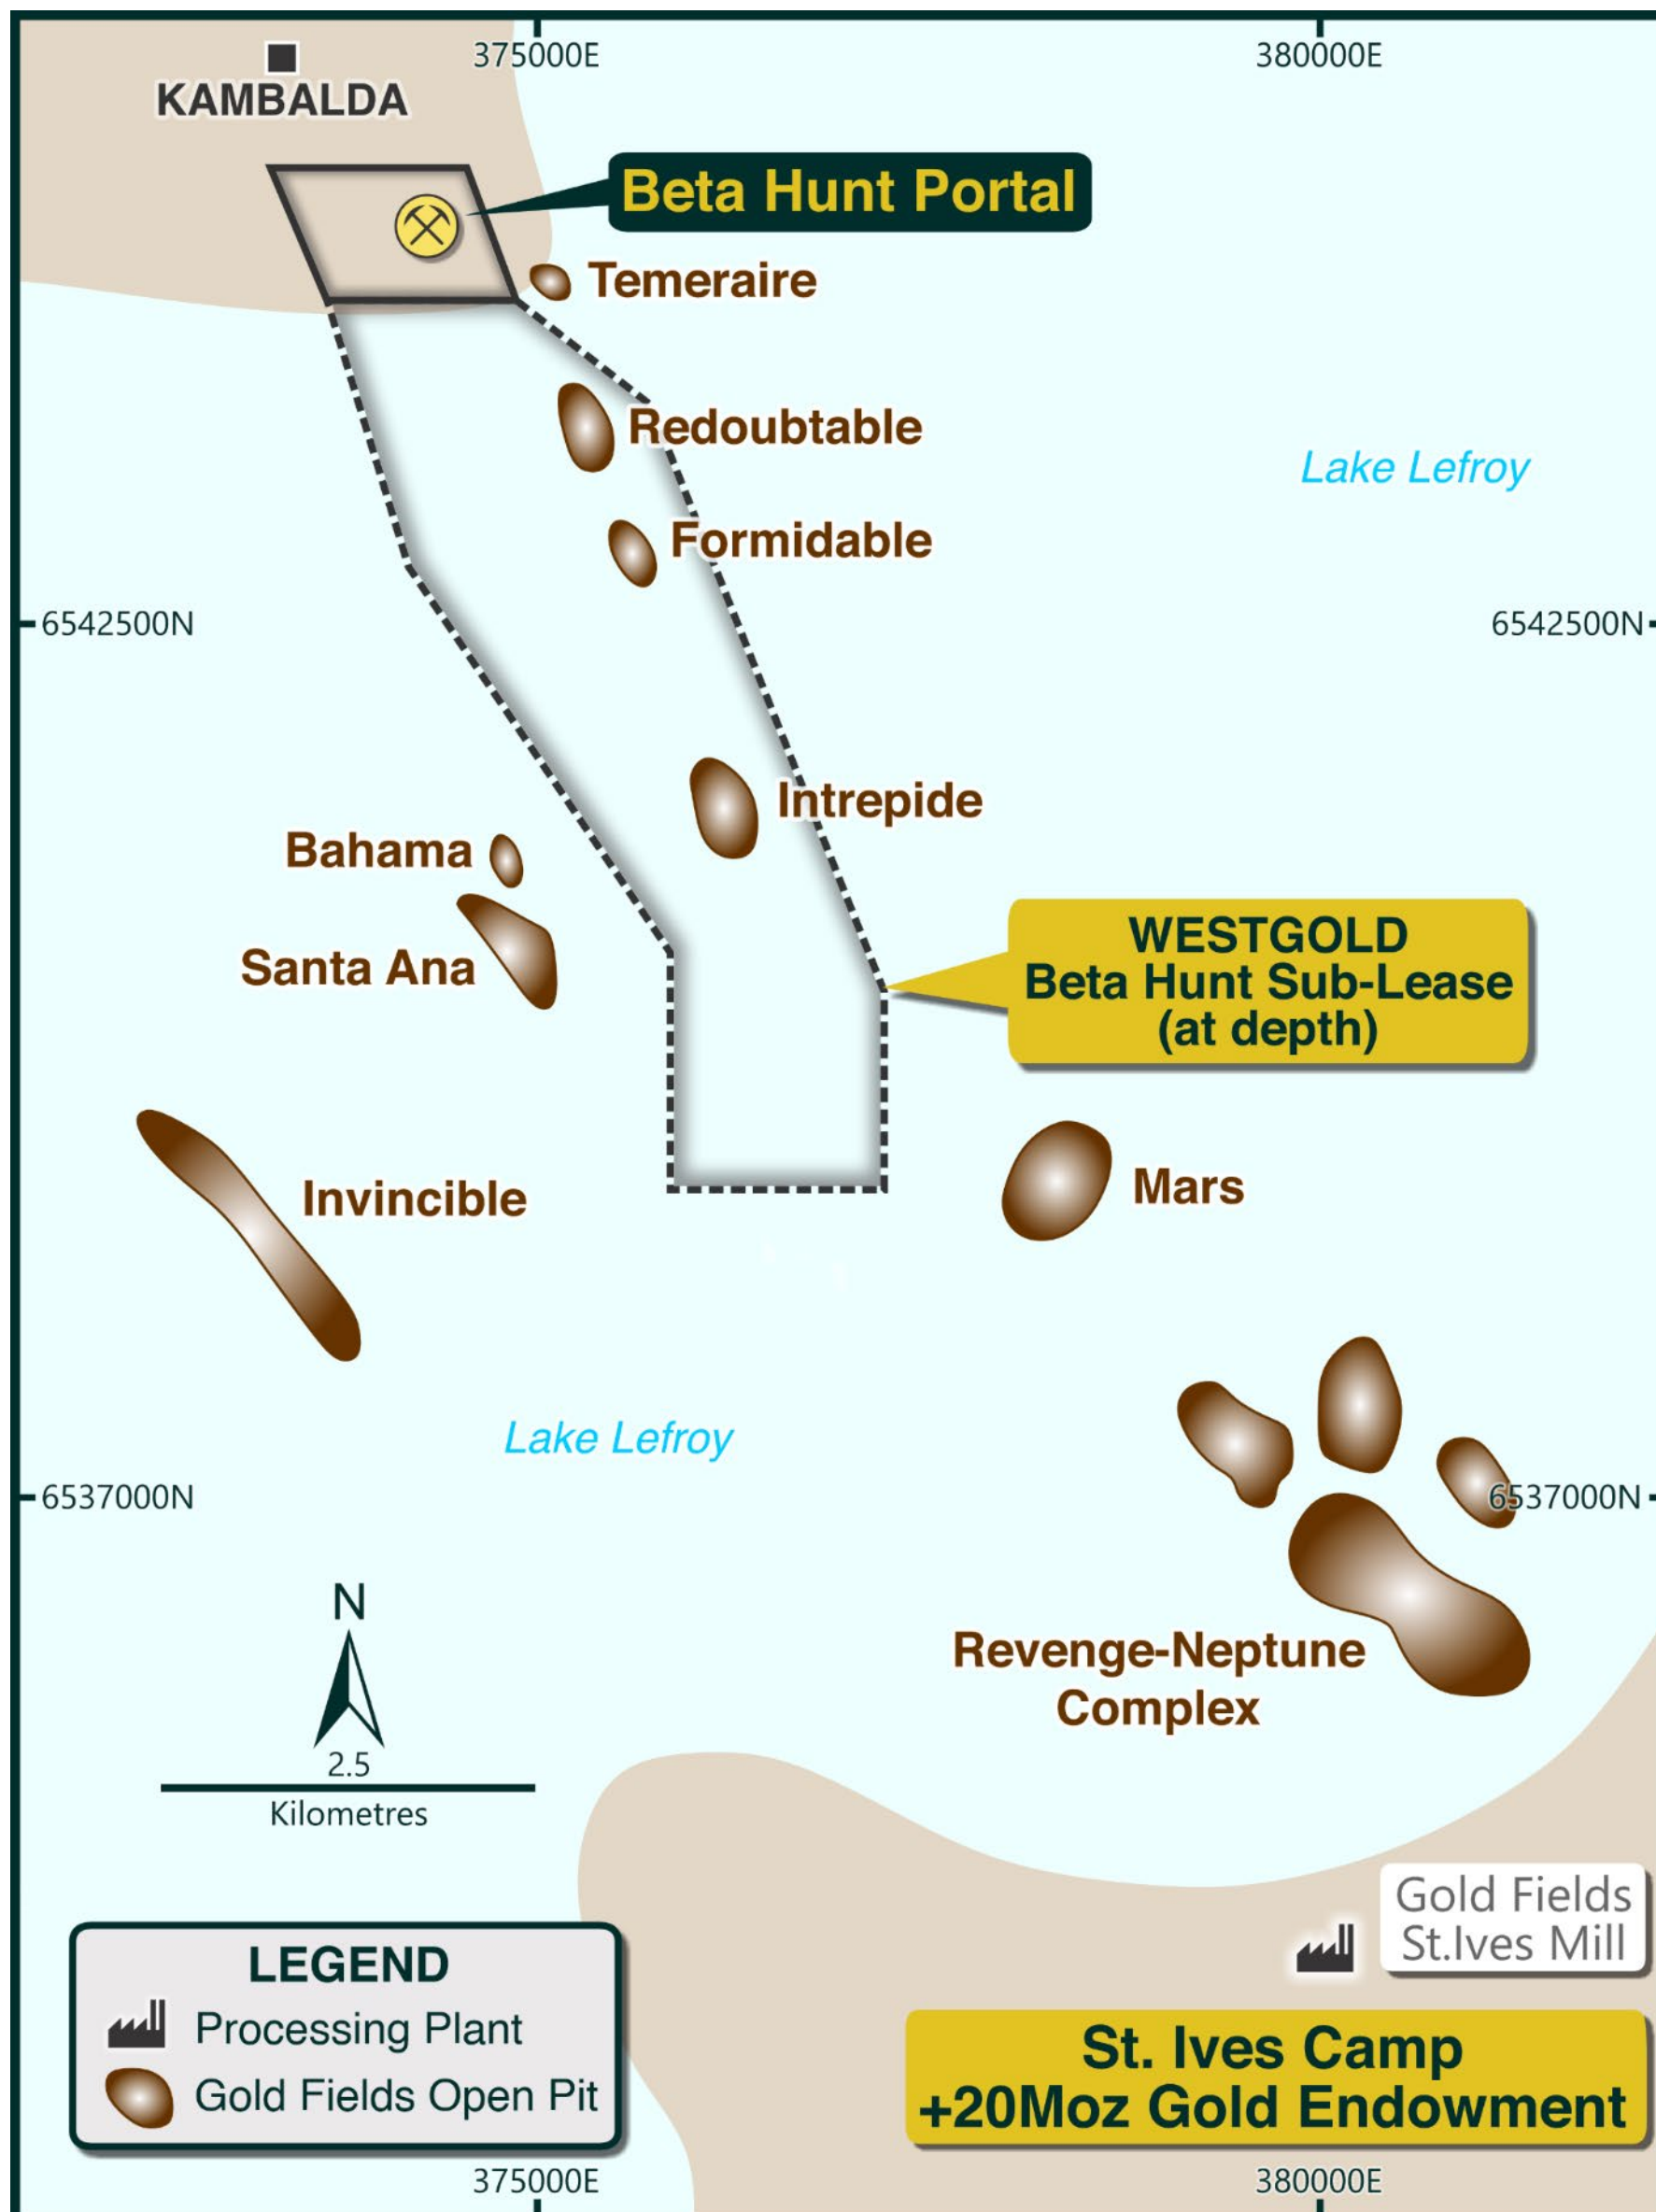 375000E
380000E
KAMBALDA
Beta Hunt Portal
Temeraire
Redoubtable
Lake Lefroy
Formidable
6542500N
6542500N
Intrepide
Bahama
Santa Ana
WESTGOLD
Beta Hunt Sub-Lease
(at depth)
Invincible
Mars
Lake Lefroy
6537000N
6537000N
N
2.5
Kilometres
Revenge-Neptune
Complex
Gold Fields
St.Ives Mill
LEGEND
Processing Plant
Gold Fields Open Pit
St. Ives Camp
+20Moz Gold Endowment
375000E
380000E